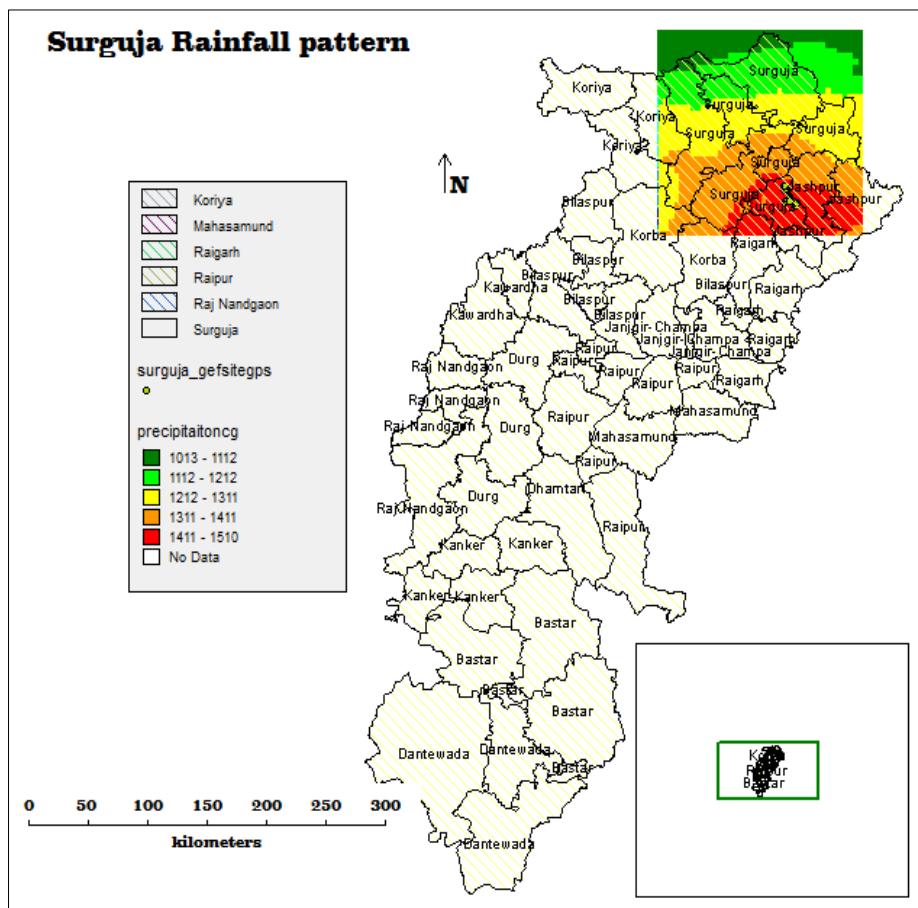 Surguja Rainfall pattern
N
Koriya
Mahasamund
Raigarh
Raipur
Raj Nandgaon
Surguja
surguja_gefsitegps
precipitaitoncg
1013 - 1112
1112 - 1212
1212 - 1311
1311 - 1411
1411 - 1510
No Data
Surguja
Koriya
Surguja
Koriya
Surguja
Surguja
Koriya
Surguja
Jashpur
Surguja
Jashpur
Surguja
Bilaspur
Jashpur
Korba
Raigarh
Bilaspur
Korba
Bilaspur
Bilaspur
Raigarh
Kawardha
Bilaspur
Raigarh
Kawardha
Bilaspur
Janjgir-Champa
Janjgir-Champa
Raigarh
Raipur
Janjgir-Champa
Durg
Raj Nandgaon
Raipur
Raipur
Raipur
Raipur
Raigarh
Raj Nandgaon
Raipur
Mahasamund
Raj Nandgaon
Durg
Mahasamund
Raipur
Dhamtari
Durg
Raj Nandgaon
Raipur
Kanker
Kanker
Kanker
Kanker
Bastar
Bastar
Bastar
Bastar
Dantewada
Dantewada
Bastar
Dantewada
0 50 100 150 200 250 300
kilometers
Raipur
Bastar